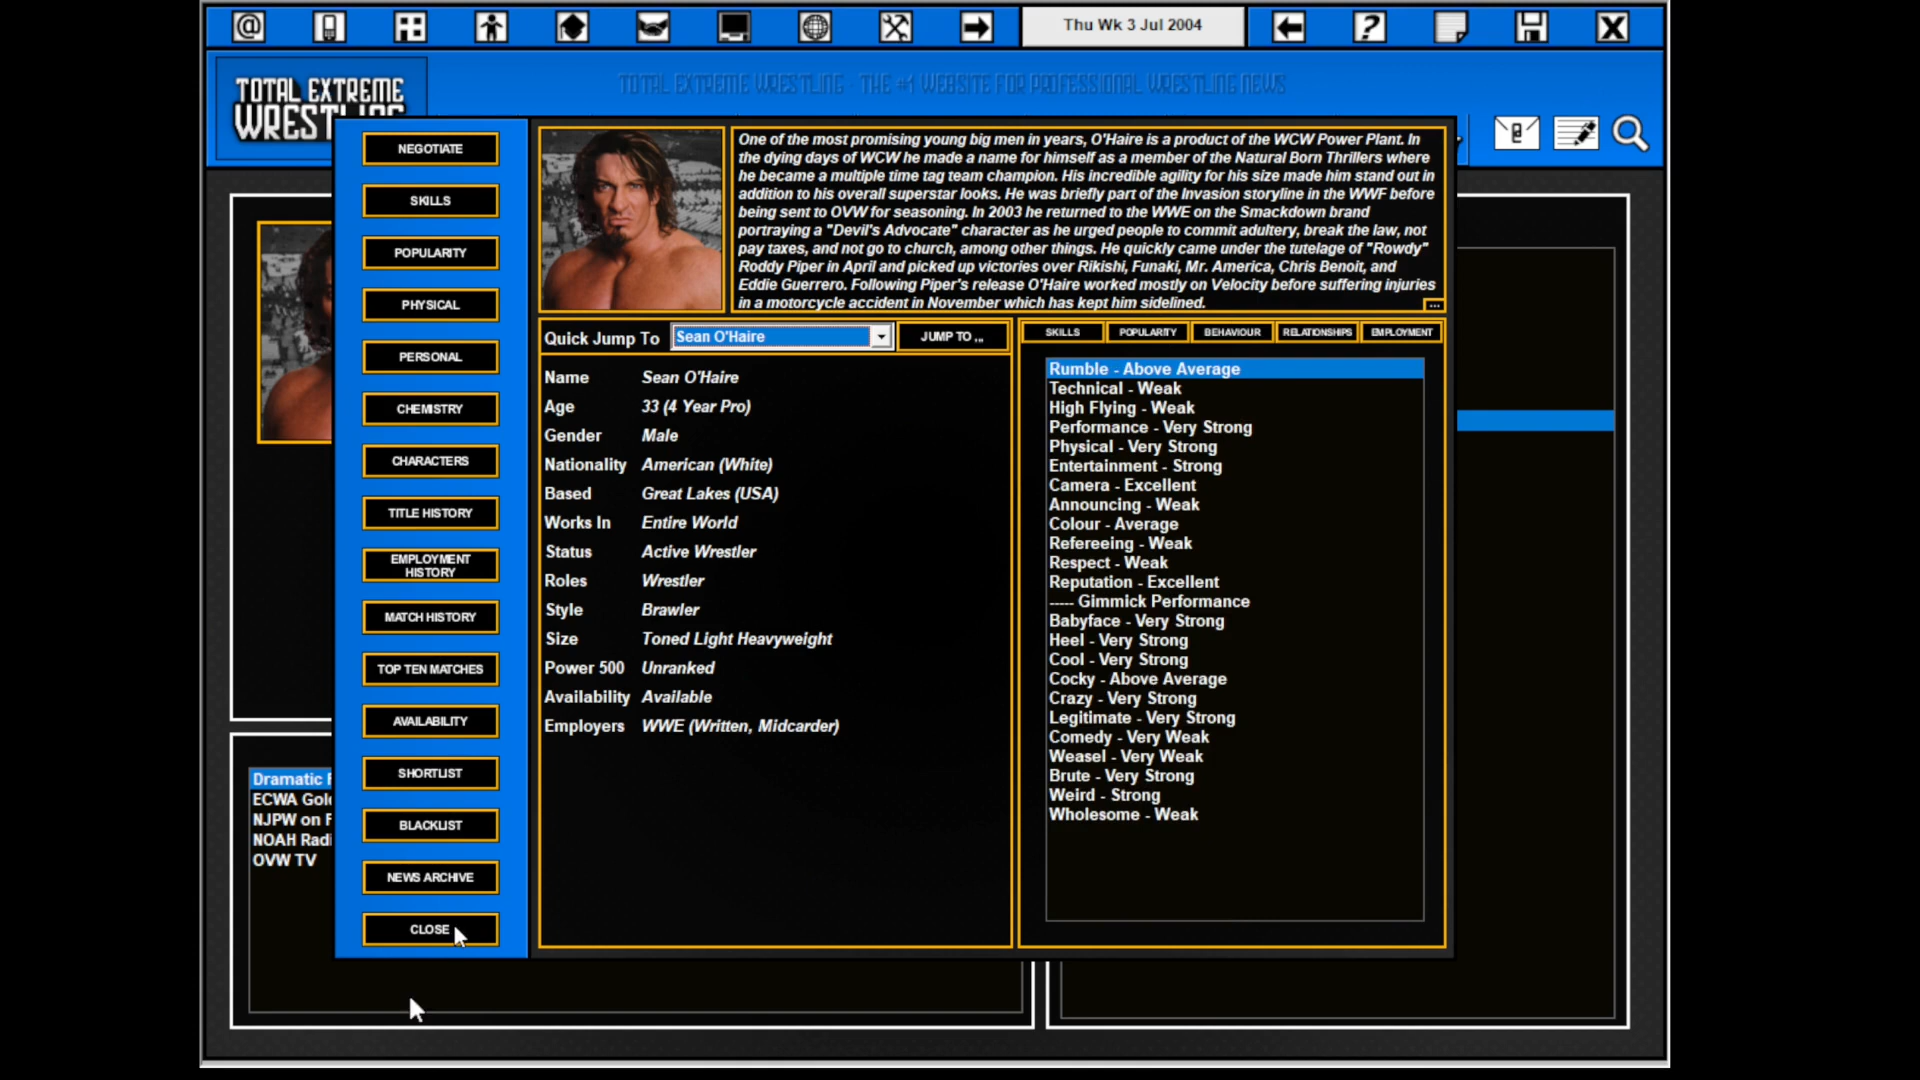 Thu Wk 3 Jul 2004
TOTAL EXTREME WRESTLING - THE #1 WEBSITE FOR PROFESSIONAL WRESTLING NEWS
TOTAL EXTREME
NEGOTIATE
SKILLS
POPULARITY
PHYSICAL
PERSONAL
CHEMISTRY
CHARACTERS
TITLE HISTORY
EMPLOYMENT
HISTORY
MATCH HISTORY
TOP TEN MATCHES
AVAILABILITY
SHORTLIST
BLACKLIST
NEWS ARCHIVE
CLOSE
One of the most promising young big men in years, O'Haire is a product of the WCW Power Plant. In
the dying days of WCW he made a name for himself as a member of the Natural Born Thrillers where
he became a multiple time tag team champion. His incredible agility for his size made him stand out in
addition to his overall superstar looks. He was briefly part of the Invasion storyline in the WWF before
being sent to OVW for seasoning. In 2003 he returned to the WWE on the Smackdown brand
portraying a "Devil's Advocate" character as he urged people to commit adultery, break the law, not
pay taxes, and not go to church, among other things. He quickly came under the tutelage of "Rowdy"
Roddy Piper in April and picked up victories over Rikishi, Funaki, Mr. America, Chris Benoit, and
Eddie Guerrero. Following Piper's release O'Haire worked mostly on Velocity before suffering injuries
in a motorcycle accident in November which has kept him sidelined.
...
Quick Jump To Sean O'Haire JUMP TO ...
Name Sean O'Haire
Age 33 (4 Year Pro)
Gender Male
Nationality American (White)
Based Great Lakes (USA)
Works In Entire World
Status Active Wrestler
Roles Wrestler
Style Brawler
Size Toned Light Heavyweight
Power 500 Unranked
Availability Available
Employers WWE (Written, Midcarder)
SKILLS POPULARITY BEHAVIOUR RELATIONSHIPS EMPLOYMENT
Rumble - Above Average
Technical - Weak
High Flying - Weak
Performance - Very Strong
Physical - Very Strong
Entertainment - Strong
Camera - Excellent
Announcing - Weak
Colour - Average
Refereeing - Weak
Respect - Weak
Reputation - Excellent
----- Gimmick Performance
Babyface - Very Strong
Heel - Very Strong
Cool - Very Strong
Cocky - Above Average
Crazy - Very Strong
Legitimate - Very Strong
Comedy - Very Weak
Weasel - Very Weak
Brute - Very Strong
Weird - Strong
Wholesome - Weak
Dramatic
ECWA
NJPW on
NOAH
OVW TV